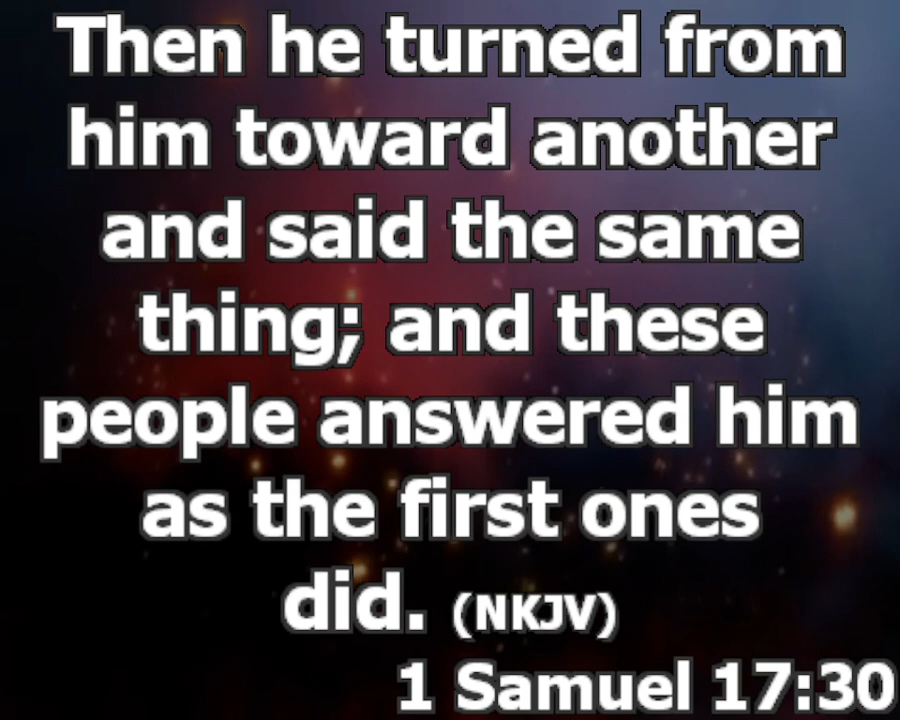 Then he turned from
him toward another
and said the same
thing; and these
people answered him
as the first ones
did. (NKJV)
1 Samuel 17:30